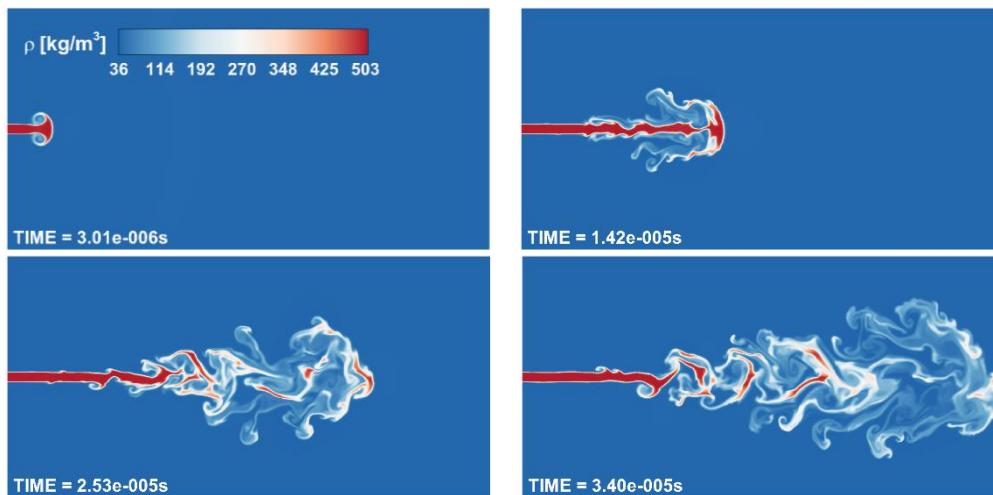 ρ [kg/m³]
36 114 192 270 348 425 503
TIME = 3.01e-006s
TIME = 1.42e-005s
TIME = 2.53e-005s
TIME = 3.40e-005s